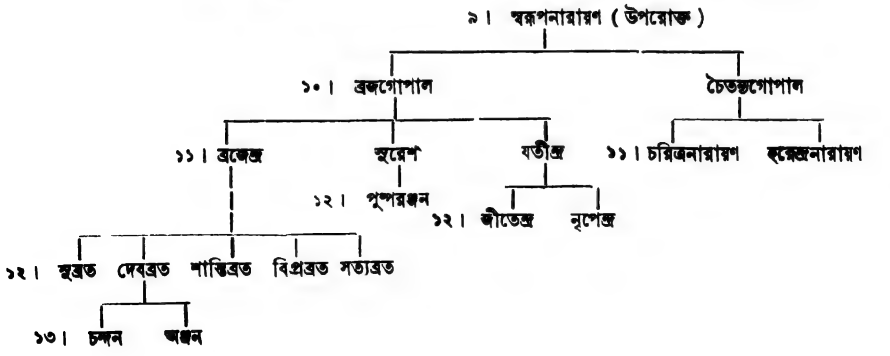 ৯। স্বরূপনারায়ণ ( উপরোক্ত )
১০। ব্রজগোপাল চৈতন্যগোপাল
১১। ব্রজেন্দ্র সুরেশ যতীন্দ্র ১১। চরিত্রনারায়ণ হরেন্দ্রনারায়ণ
১২। পুষ্পরঞ্জন
১২। জীতেন্দ্র নৃপেন্দ্র
১২। সুব্রত দেবব্রত শান্তিব্রত বিপ্রব্রত সত্যব্রত
১৩। চন্দন অঞ্জন